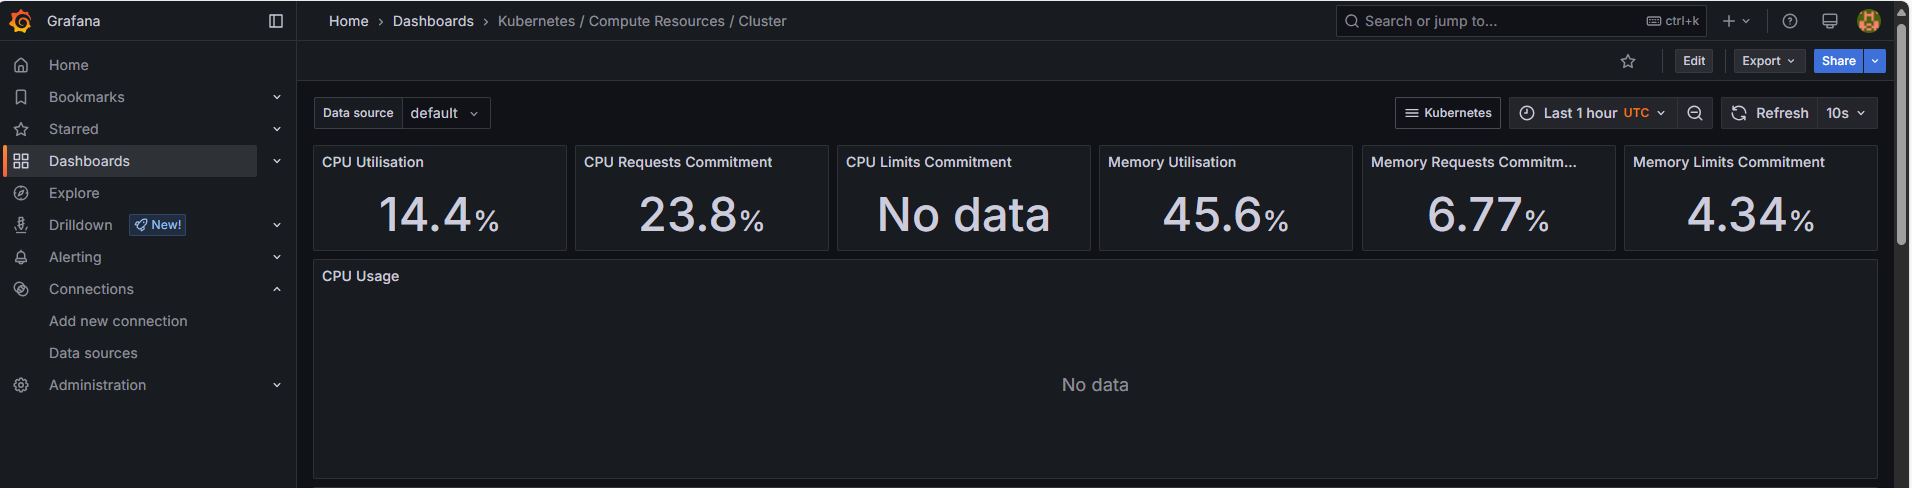 Grafana
Home > Dashboards > Kubernetes / Compute Resources / Cluster
Search or jump to...
ctrl+k
Home
Bookmarks
Starred
Dashboards
Explore
Drilldown
New!
Alerting
Connections
Add new connection
Data sources
Administration
Edit
Export
Share
Data source
default
Kubernetes
Last 1 hour UTC
Refresh
10s
CPU Utilisation
14.4%
CPU Requests Commitment
23.8%
CPU Limits Commitment
No data
Memory Utilisation
45.6%
Memory Requests Commitm...
6.77%
Memory Limits Commitment
4.34%
CPU Usage
No data